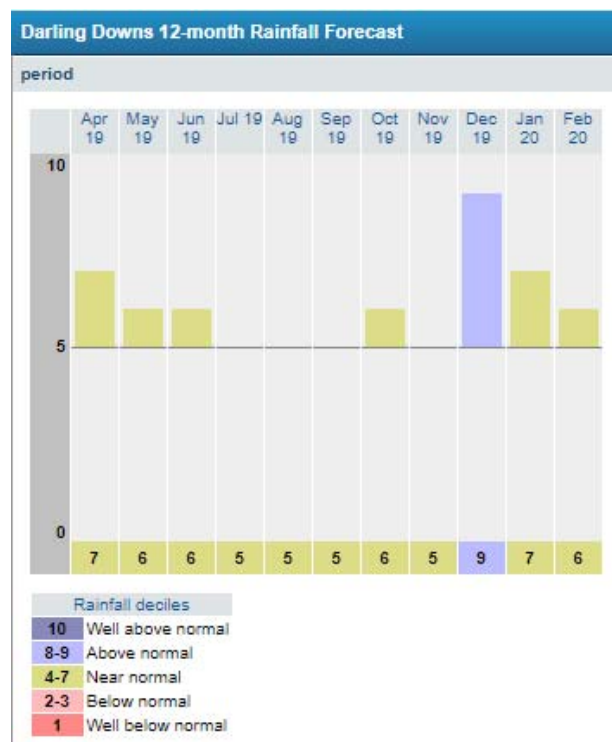 Darling Downs 12-month Rainfall Forecast
period
Apr 19 May 19 Jun 19 Jul 19 Aug 19 Sep 19 Oct 19 Nov 19 Dec 19 Jan 20 Feb 20
10
5
0
7 6 6 5 5 5 6 5 9 7 6
Rainfall deciles
10 Well above normal
8-9 Above normal
4-7 Near normal
2-3 Below normal
1 Well below normal